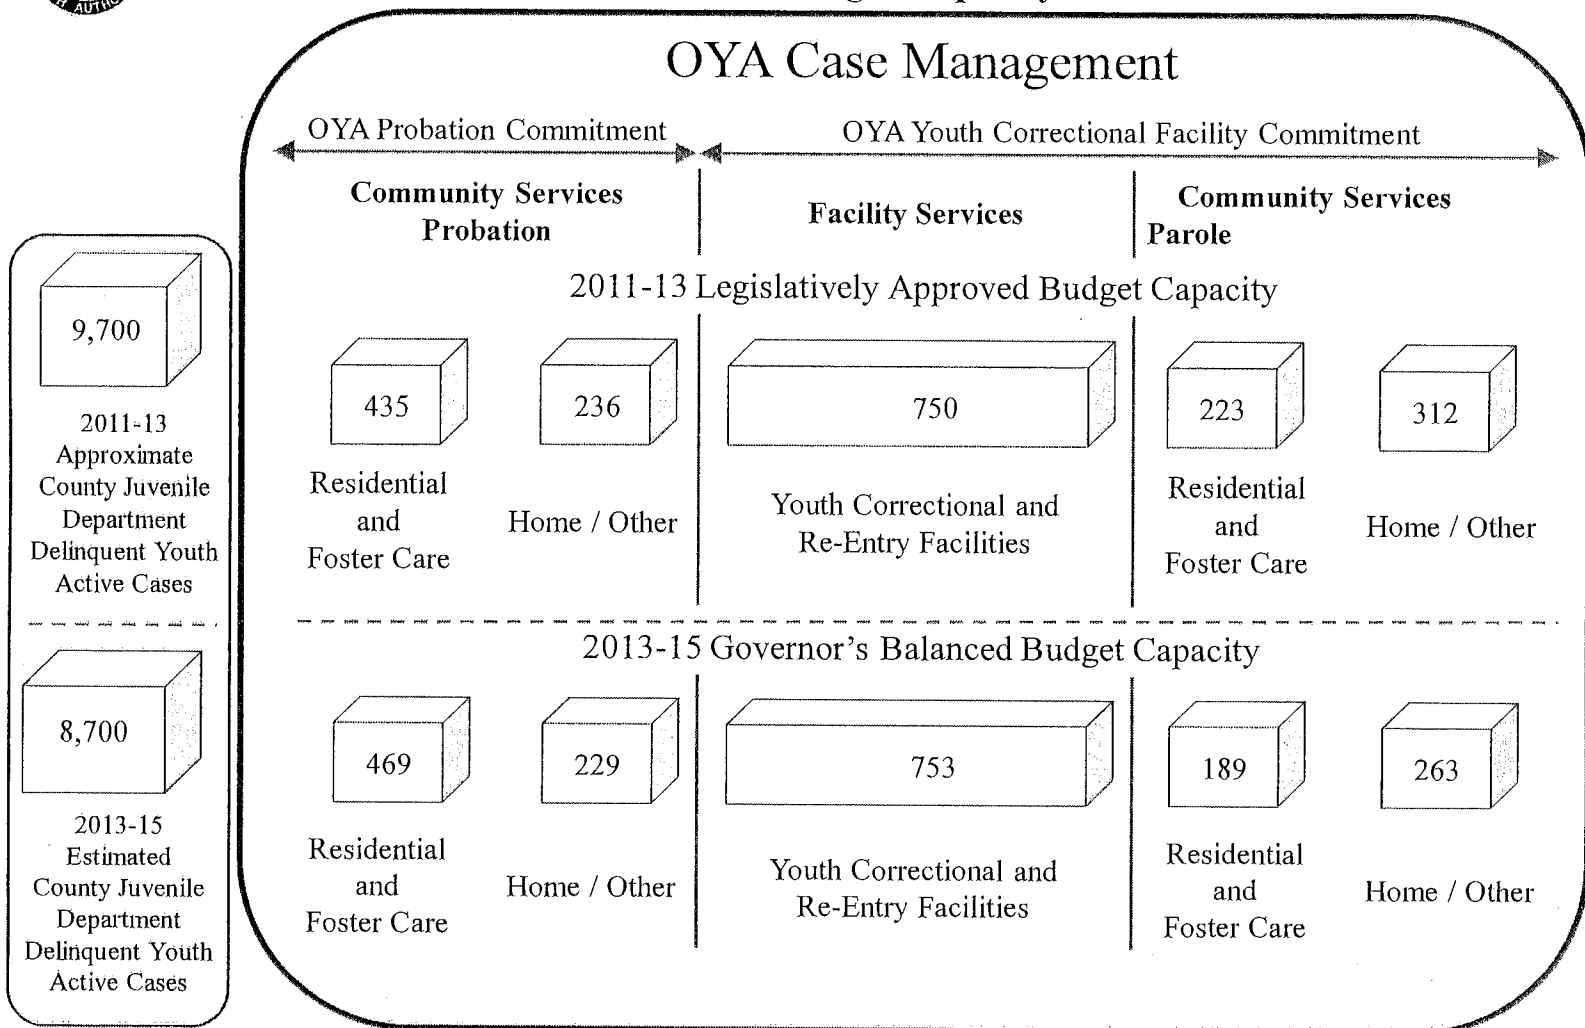 AUTHO
OYA Case Management
OYA Probation Commitment
OYA Youth Correctional Facility Commitment
Community Services
Probation
Facility Services
Community Services
Parole
2011-13 Legislatively Approved Budget Capacity
9,700
2011-13
Approximate
County Juvenile
Department
Delinquent Youth
Active Cases
435
236
750
223
312
Residential
and
Foster Care
Home / Other
Youth Correctional and
Re-Entry Facilities
Residential
and
Foster Care
Home / Other
2013-15 Governor's Balanced Budget Capacity
8,700
2013-15
Estimated
County Juvenile
Department
Delinquent Youth
Active Cases
469
229
753
189
263
Residential
and
Foster Care
Home / Other
Youth Correctional and
Re-Entry Facilities
Residential
and
Foster Care
Home / Other